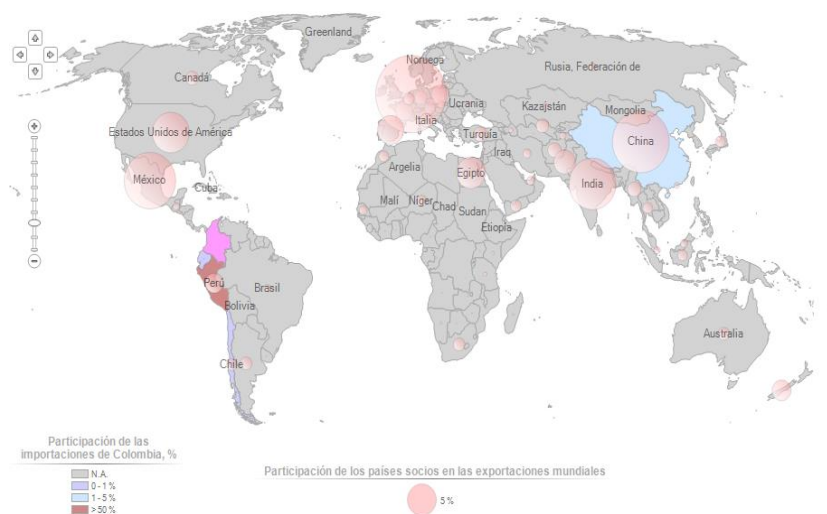 Greenland
Noruega
Canadá
Rusia, Federación de
Ucrania
Kazajstán
Mongolia
Estados Unidos de América
Italia
Turquía
China
Iraq
México
Argelia
Egipto
India
Cuba
Malí
Níger
Chad
Sudan
Etiopía
Perú
Brasil
Bolivia
Australia
Chile
Participación de las
importaciones de Colombia, %
N.A.
0 - 1 %
1 - 5 %
> 50 %
Participación de los países socios en las exportaciones mundiales
5 %